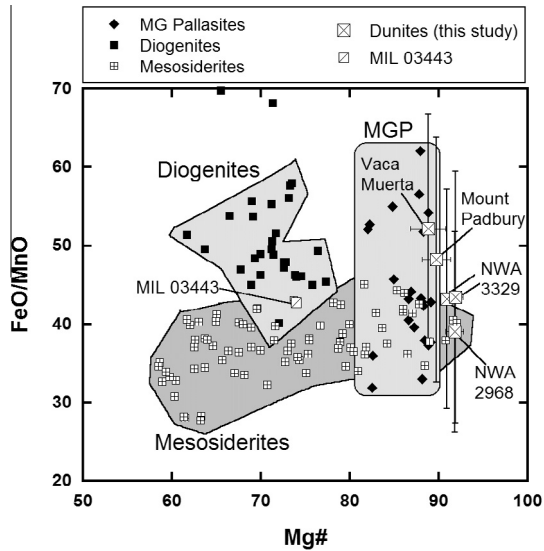 MG Pallasites
Diogenites
Mesosiderites
Dunites (this study)
MIL 03443
70
60
50
40
30
20
50
60
70
80
90
100
FeO/MnO
Mg#
Diogenites
MGP
Vaca
Muerta
Mount
Padbury
NWA
3329
MIL 03443
NWA
2968
Mesosiderites